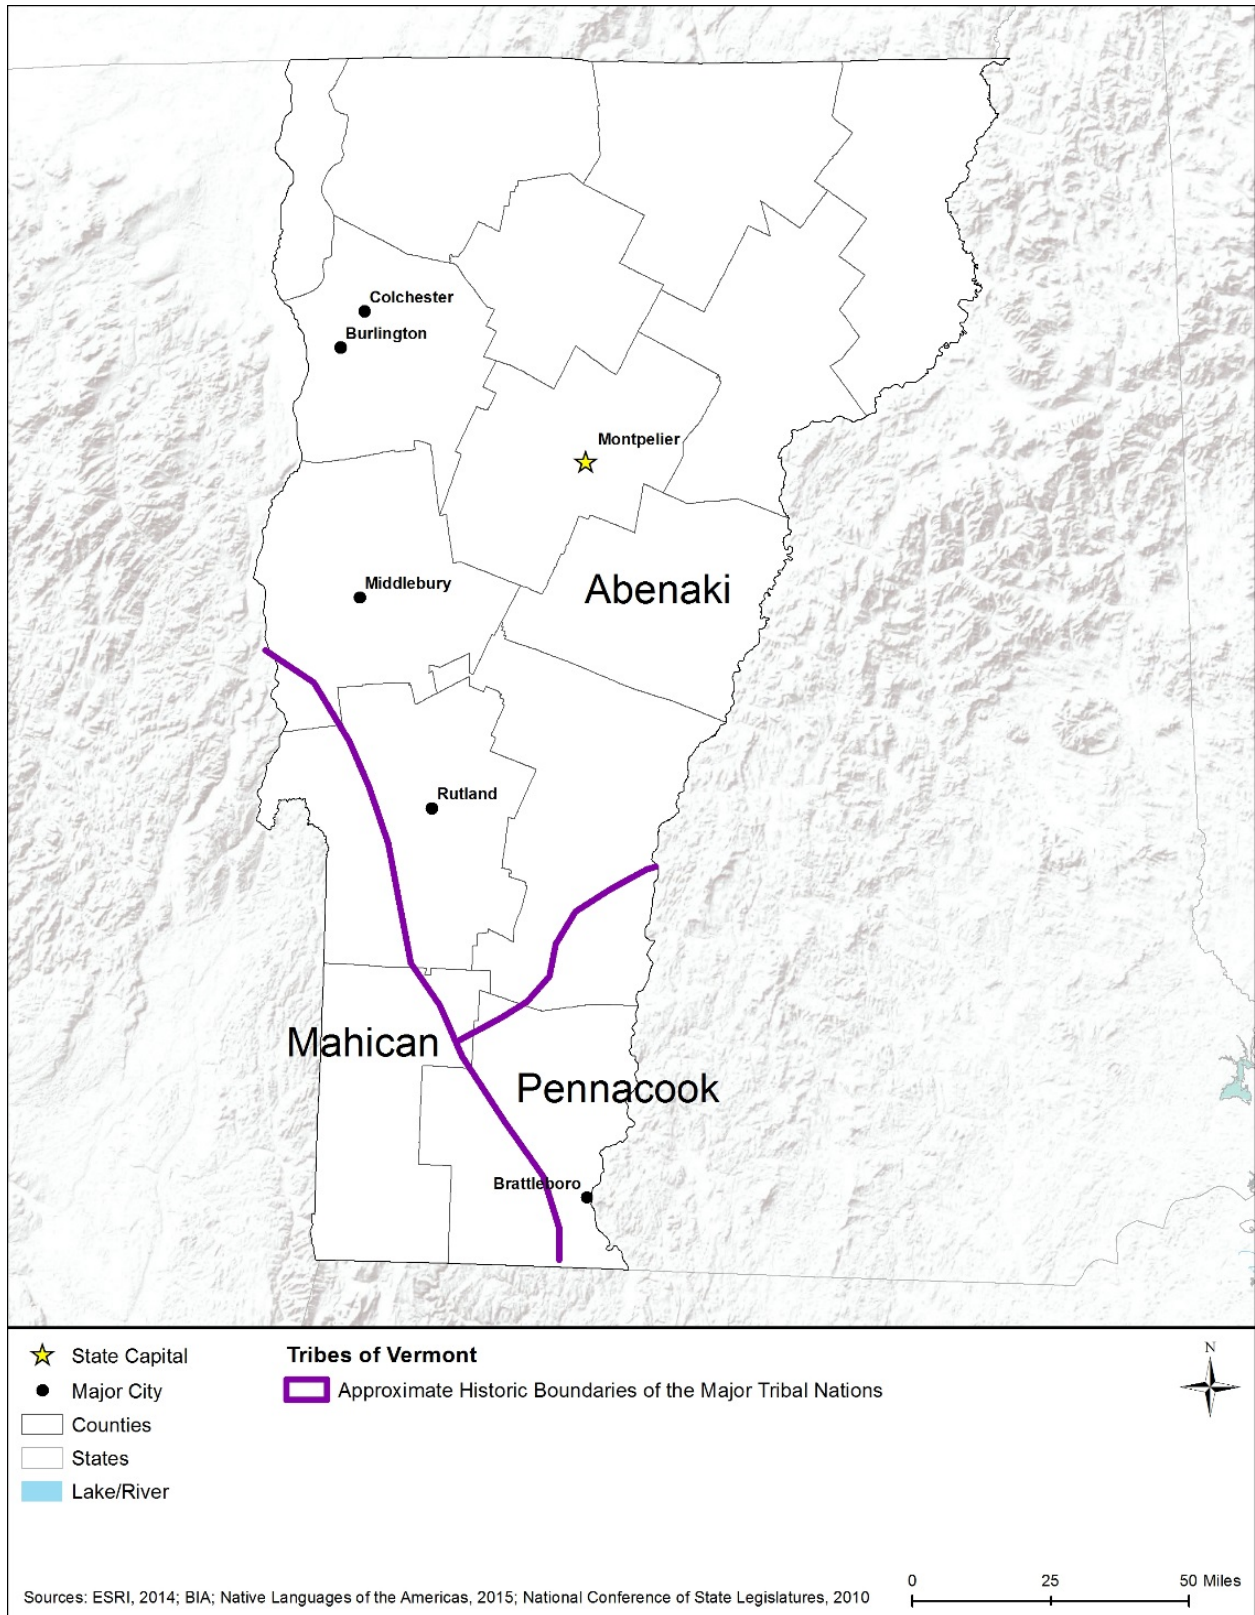 Colchester
Burlington
Montpelier
Middlebury
Abenaki
Rutland
Mahican
Pennacook
Brattleboro
State Capital
Major City
Counties
States
Lake/River
Tribes of Vermont
Approximate Historic Boundaries of the Major Tribal Nations
N
Sources: ESRI, 2014; BIA; Native Languages of the Americas, 2015; National Conference of State Legislatures, 2010
0 25 50 Miles